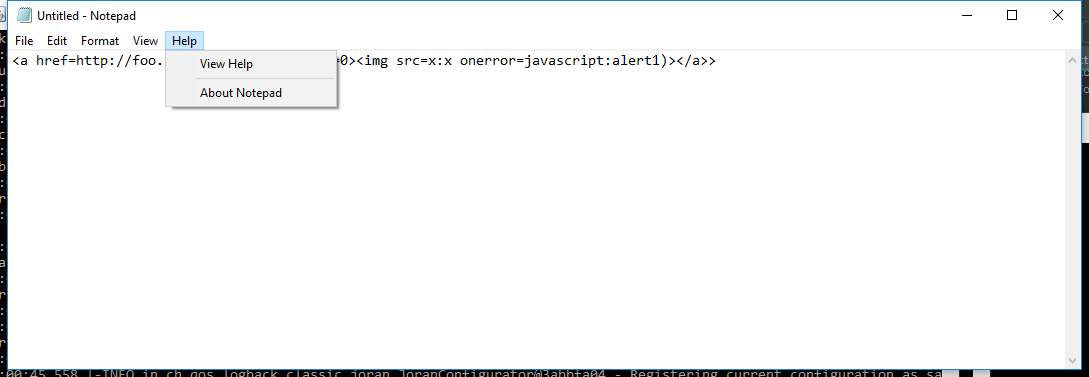 Untitled - Notepad
File Edit Format View Help
<a href=http://foo. =0><img src=x:x onerror=javascript:alert1)></a>>
View Help
About Notepad
:00:45,558 |-INFO in ch.qos.logback.classic.joran.JoranConfigurator@3abbfa04 - Registering current configuration as sa